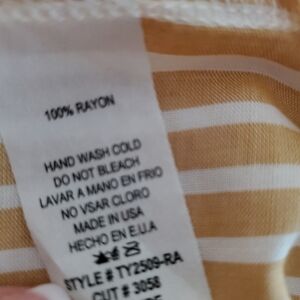 100% RAYON
HAND WASH COLD
DO NOT BLEACH
LAVAR A MANO EN FRIO
NO VSAR CLORO
MADE IN USA
HECHO EN E.U.A
STYLE # TY2509-RA
CUT # 3058